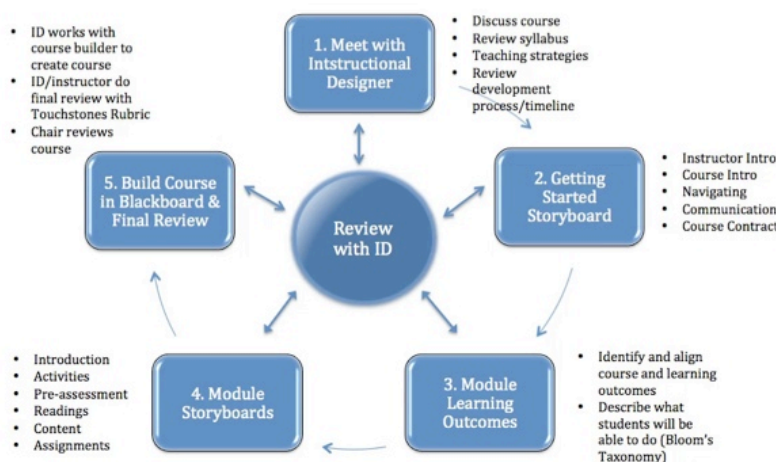 • ID works with
course builder to
create course
• ID/instructor do
final review with
Touchstones Rubric
• Chair reviews
course
1. Meet with
Intstructional
Designer
• Discuss course
• Review syllabus
• Teaching strategies
• Review
development
process/timeline
5. Build Course
in Blackboard &
Final Review
2. Getting
Started
Storyboard
• Instructor Intro
• Course Intro
• Navigating
• Communication
• Course Contract
Review
with ID
• Introduction
• Activities
• Pre-assessment
• Readings
• Content
• Assignments
4. Module
Storyboards
3. Module
Learning
Outcomes
• Identify and align
course and learning
outcomes
• Describe what
students will be
able to do (Bloom's
Taxonomy)